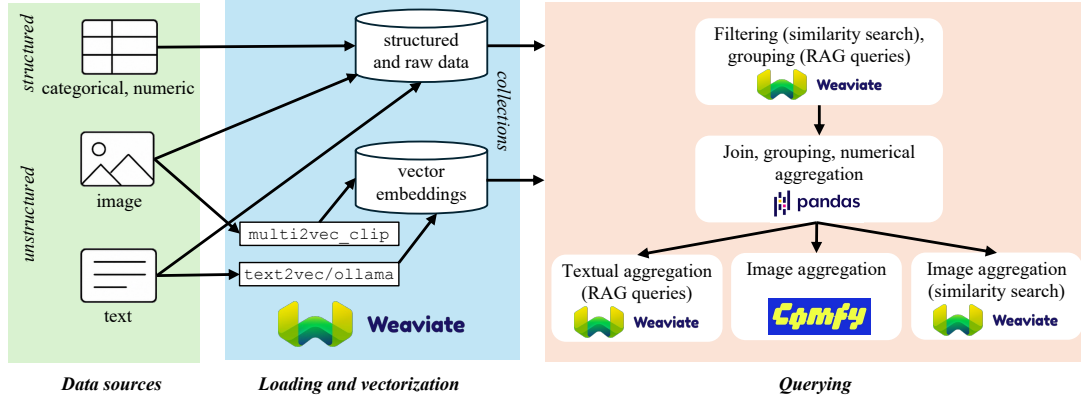 structured
categorical, numeric
unstructured
image
text
Data sources
structured
and raw data
collections
vector
embeddings
multi2vec_clip
text2vec/ollama
Weaviate
Loading and vectorization
Filtering (similarity search),
grouping (RAG queries)
Weaviate
Join, grouping, numerical
aggregation
pandas
Textual aggregation
(RAG queries)
Weaviate
Image aggregation
Comfy
Image aggregation
(similarity search)
Weaviate
Querying